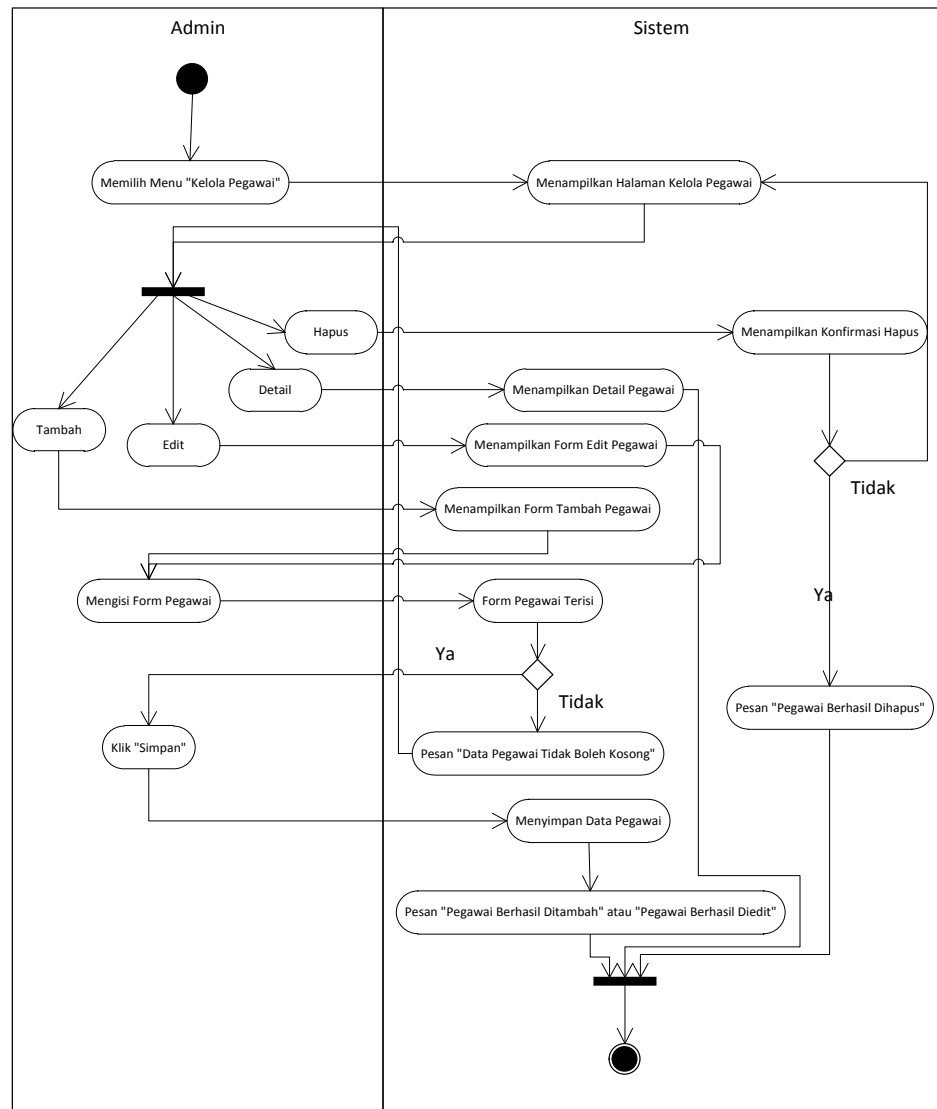 Admin
Sistem
Memilih Menu "Kelola Pegawai"
Menampilkan Halaman Kelola Pegawai
Hapus
Menampilkan Konfirmasi Hapus
Detail
Menampilkan Detail Pegawai
Tambah
Edit
Menampilkan Form Edit Pegawai
Tidak
Menampilkan Form Tambah Pegawai
Mengisi Form Pegawai
Form Pegawai Terisi
Ya
Ya
Tidak
Pesan "Pegawai Berhasil Dihapus"
Klik "Simpan"
Pesan "Data Pegawai Tidak Boleh Kosong"
Menyimpan Data Pegawai
Pesan "Pegawai Berhasil Ditambah" atau "Pegawai Berhasil Diedit"